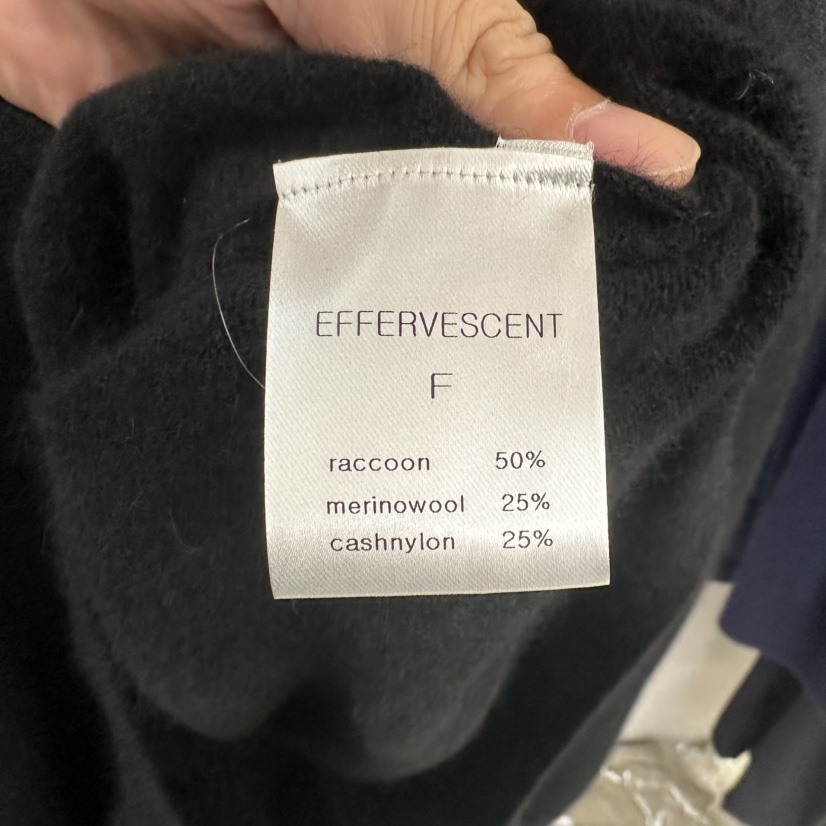 EFFERVESCENT
F
raccoon 50%
merinowool 25%
cashnylon 25%